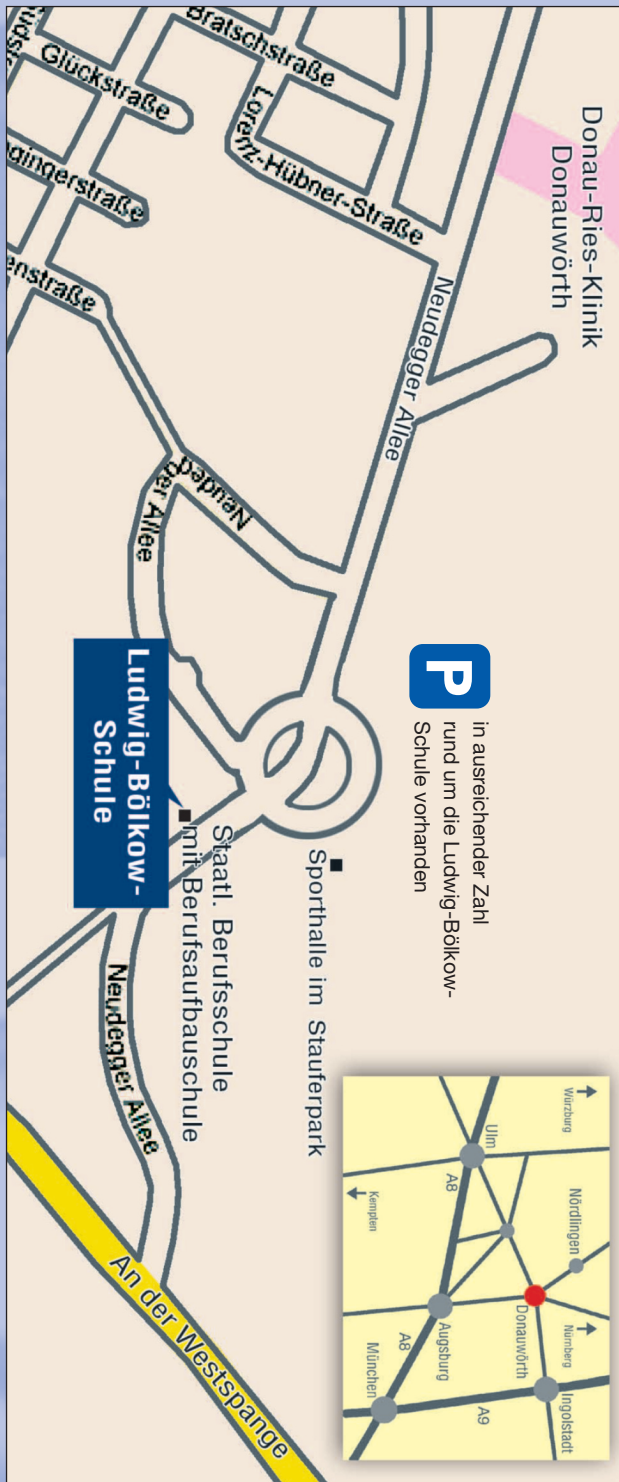 Bratschstraße
Glückstraße
Lorenz-Hübner-Straße
Donau-Ries-Klinik
Donauwörth
Neudegger Allee
Neudegger Allee
P
in ausreichender Zahl
rund um die Ludwig-Bölkow-
Schule vorhanden
Ludwig-Bölkow-
Schule
Sporthalle im Stauferpark
Staatl. Berufsschule
mit Berufsaufbauschule
Neudegger Allee
An der Westspange
Würzburg
Nördlingen
Nürnberg
Ulm
A8
Kempten
Donauwörth
Ingolstadt
Augsburg
A8
A9
München